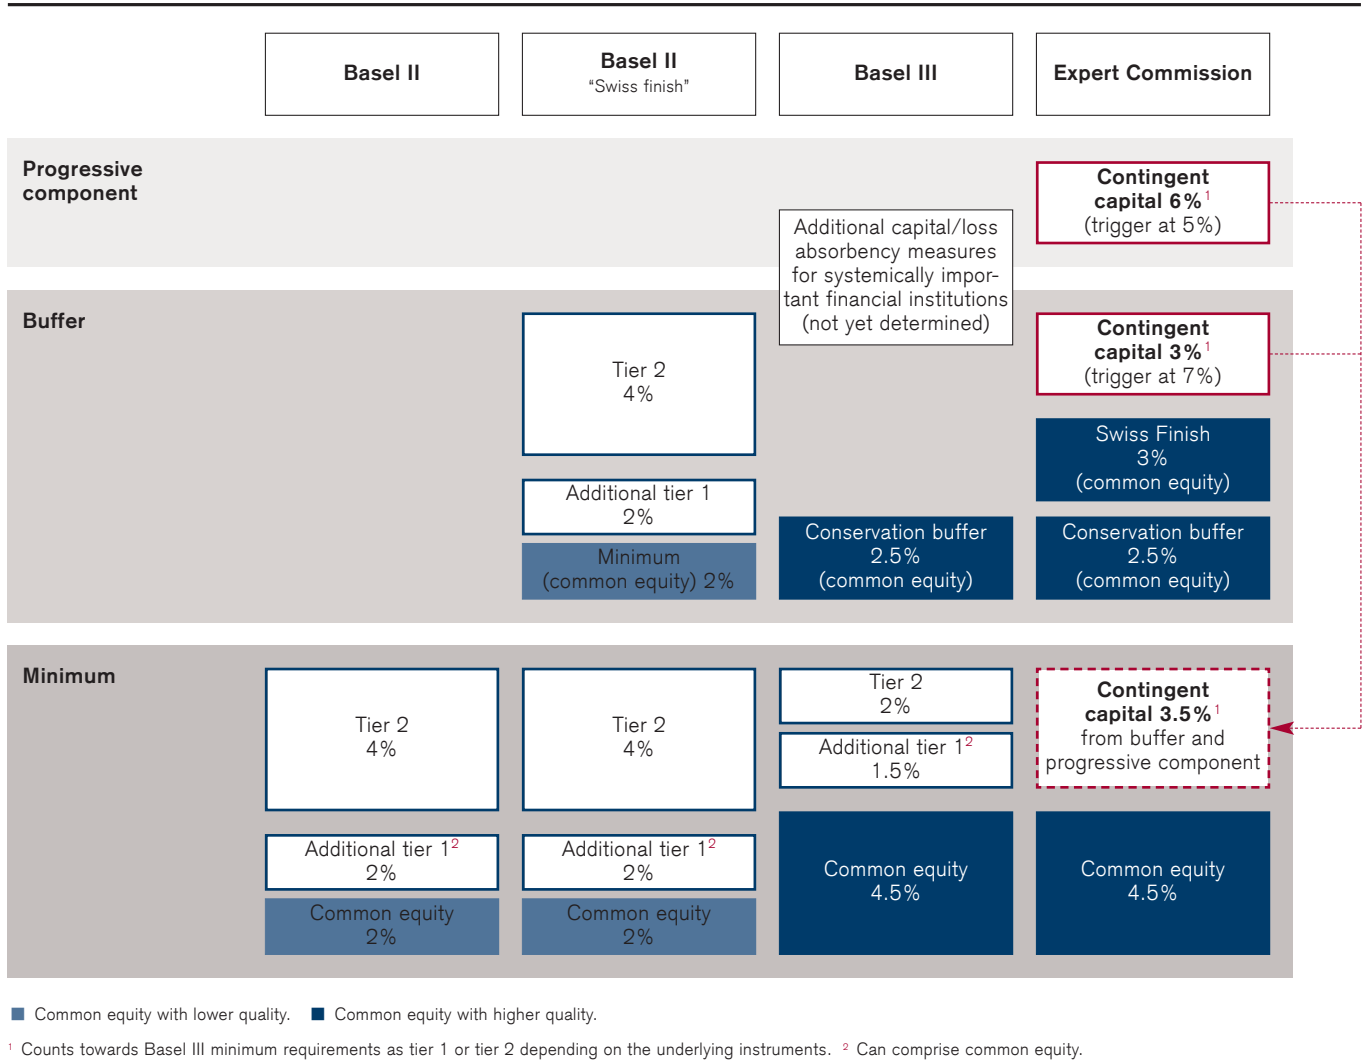 Basel II
Basel II
“Swiss finish”
Basel III
Expert Commission
Progressive
component
Contingent
capital 6%¹
(trigger at 5%)
Additional capital/loss
absorbency measures
for systemically impor-
tant financial institutions
(not yet determined)
Buffer
Tier 2
4%
Additional tier 1
2%
Minimum
(common equity) 2%
Conservation buffer
2.5%
(common equity)
Contingent
capital 3%¹
(trigger at 7%)
Swiss Finish
3%
(common equity)
Conservation buffer
2.5%
(common equity)
Minimum
Tier 2
4%
Additional tier 1²
2%
Common equity
2%
Tier 2
4%
Additional tier 1²
2%
Common equity
2%
Tier 2
2%
Additional tier 1²
1.5%
Common equity
4.5%
Contingent
capital 3.5%¹
from buffer and
progressive component
Common equity
4.5%
Common equity with lower quality. Common equity with higher quality.
¹ Counts towards Basel III minimum requirements as tier 1 or tier 2 depending on the underlying instruments. ² Can comprise common equity.